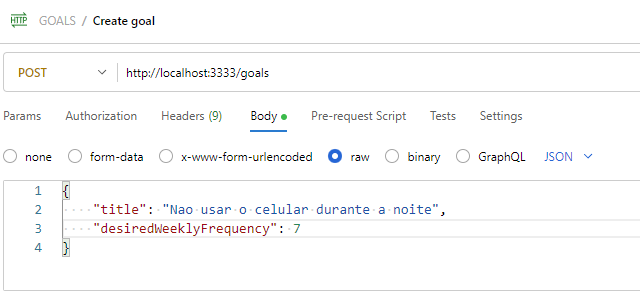 HTTP GOALS / Create goal
POST http://localhost:3333/goals
Params Authorization Headers (9) Body Pre-request Script Tests Settings
none form-data x-www-form-urlencoded raw binary GraphQL JSON
1 {
2 "title": "Nao usar o celular durante a noite",
3 "desiredWeeklyFrequency": 7
4 }